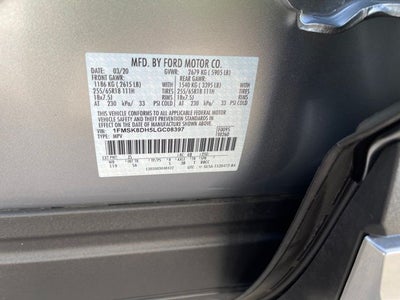 MFD. BY FORD MOTOR CO.
DATE: 03/20 GVWR: 2679 KG ( 5905 LB)
FRONT GAWR: REAR GAWR:
1186 KG ( 2615 LB) 1540 KG ( 3395 LB)
255/65R18 111H TIRES 255/65R18 111H
18x7.5J RIMS 18x7.5J
AT 230 kPa/ 33 PSI COLD AT 230 kPa/ 33 PSI COLD
THIS VEHICLE CONFORMS TO ALL APPLICABLE FEDERAL MOTOR
VEHICLE SAFETY AND THEFT PREVENTION STANDARDS IN EFFECT
ON THE DATE OF MANUFACTURE SHOWN ABOVE.
VIN: 1FMSK8DH5LGC08397
TYPE: MPV